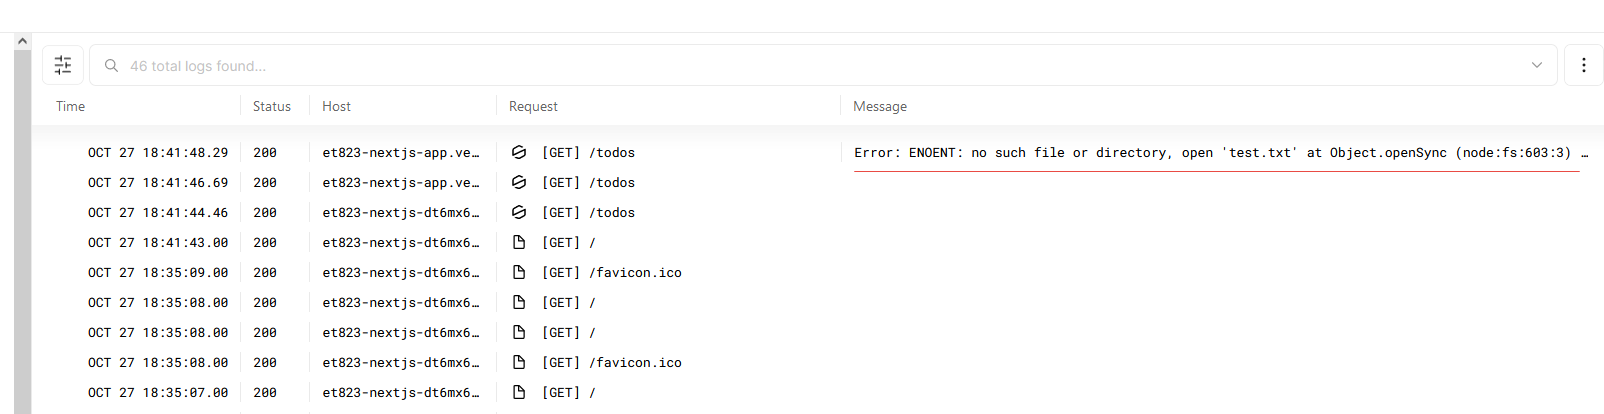 46 total logs found...
Time Status Host Request Message
OCT 27 18:41:48.29 200 et823-nextjs-app.ve… [GET] /todos Error: ENOENT: no such file or directory, open 'test.txt' at Object.openSync (node:fs:603:3) …
OCT 27 18:41:46.69 200 et823-nextjs-app.ve… [GET] /todos
OCT 27 18:41:44.46 200 et823-nextjs-dt6mx6… [GET] /todos
OCT 27 18:41:43.00 200 et823-nextjs-dt6mx6… [GET] /
OCT 27 18:35:09.00 200 et823-nextjs-dt6mx6… [GET] /favicon.ico
OCT 27 18:35:08.00 200 et823-nextjs-dt6mx6… [GET] /
OCT 27 18:35:08.00 200 et823-nextjs-dt6mx6… [GET] /
OCT 27 18:35:08.00 200 et823-nextjs-dt6mx6… [GET] /favicon.ico
OCT 27 18:35:07.00 200 et823-nextjs-dt6mx6… [GET] /